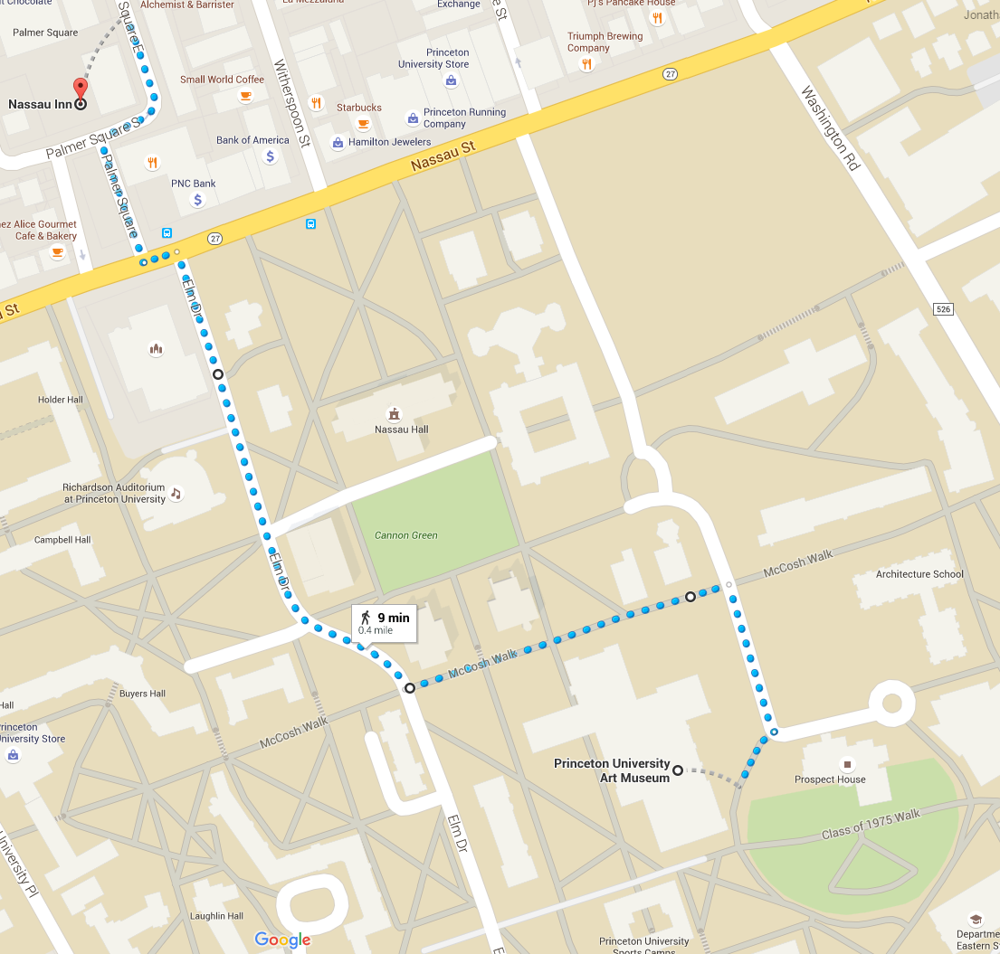 t Chocolate
Alchemist & Barrister
La Mezzaluna
Exchange
PJ's Pancake House
Jonath
Palmer Square
Square E
e St
Triumph Brewing
Company
Princeton
University Store
27
Small World Coffee
Nassau Inn
Witherspoon St
Starbucks
Princeton Running
Company
Washington Rd
Palmer Square S
Bank of America
$
Hamilton Jewelers
Nassau St
Palmer Square
PNC Bank
$
ez Alice Gourmet
Cafe & Bakery
27
Elm Dr
St
526
Holder Hall
Nassau Hall
Richardson Auditorium
at Princeton University
Campbell Hall
Cannon Green
Elm Dr
McCosh Walk
Architecture School
9 min
0.4 mile
McCosh Walk
Buyers Hall
Hall
Princeton
University Store
McCosh Walk
Princeton University
Art Museum
Prospect House
Class of 1975 Walk
Elm Dr
University Pl
Laughlin Hall
Google
Princeton University
Sports Camps
Departme
Eastern S
E